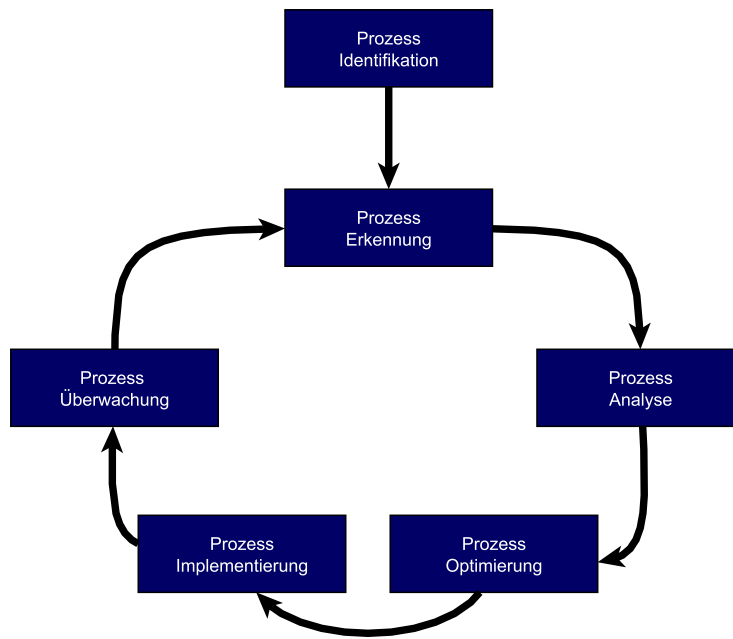 Prozess
Identifikation
Prozess
Erkennung
Prozess
Überwachung
Prozess
Analyse
Prozess
Implementierung
Prozess
Optimierung